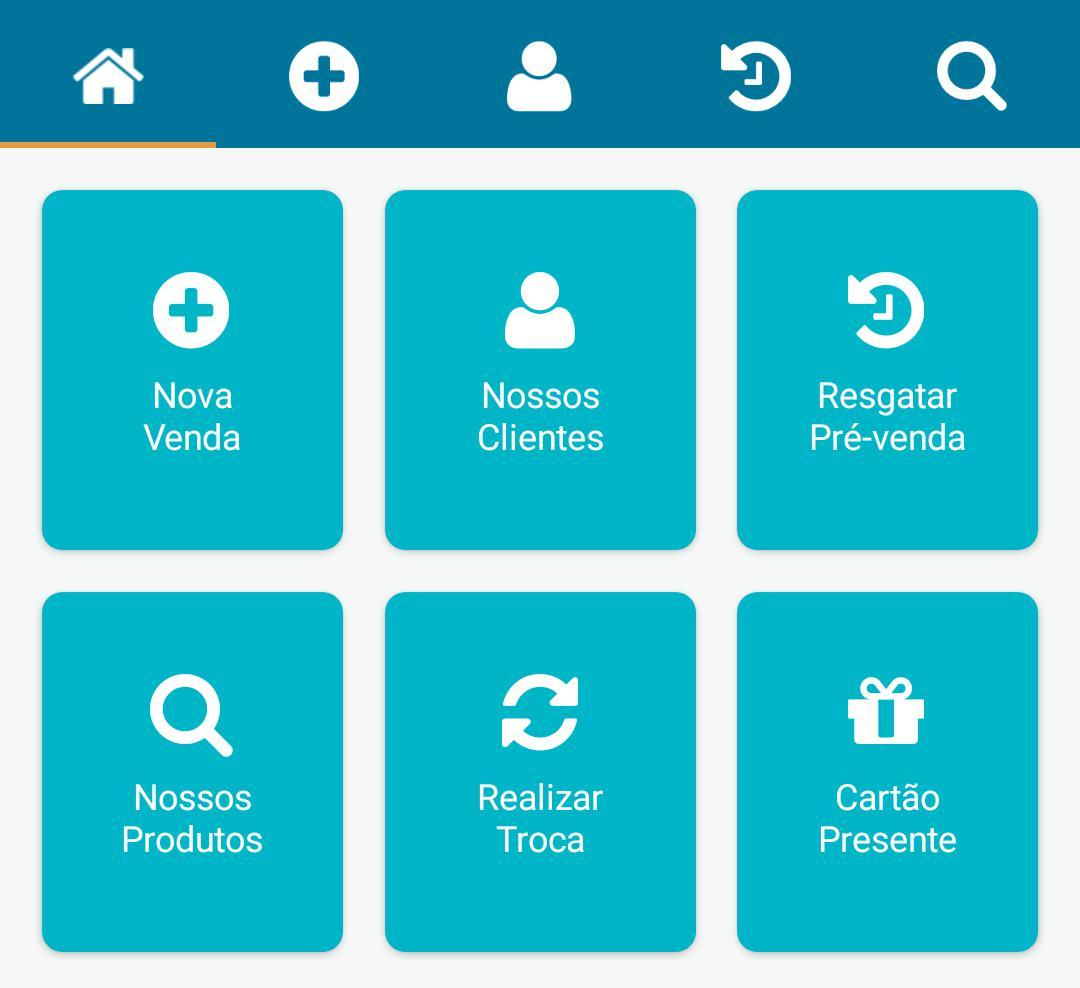 Nova
Venda
Nossos
Clientes
Resgatar
Pré-venda
Nossos
Produtos
Realizar
Troca
Cartão
Presente